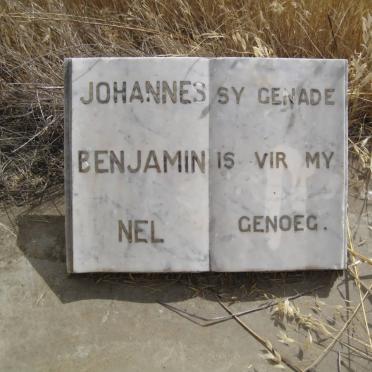 JOHANNES
BENJAMIN
NEL
SY GENADE
IS VIR MY
GENOEG.